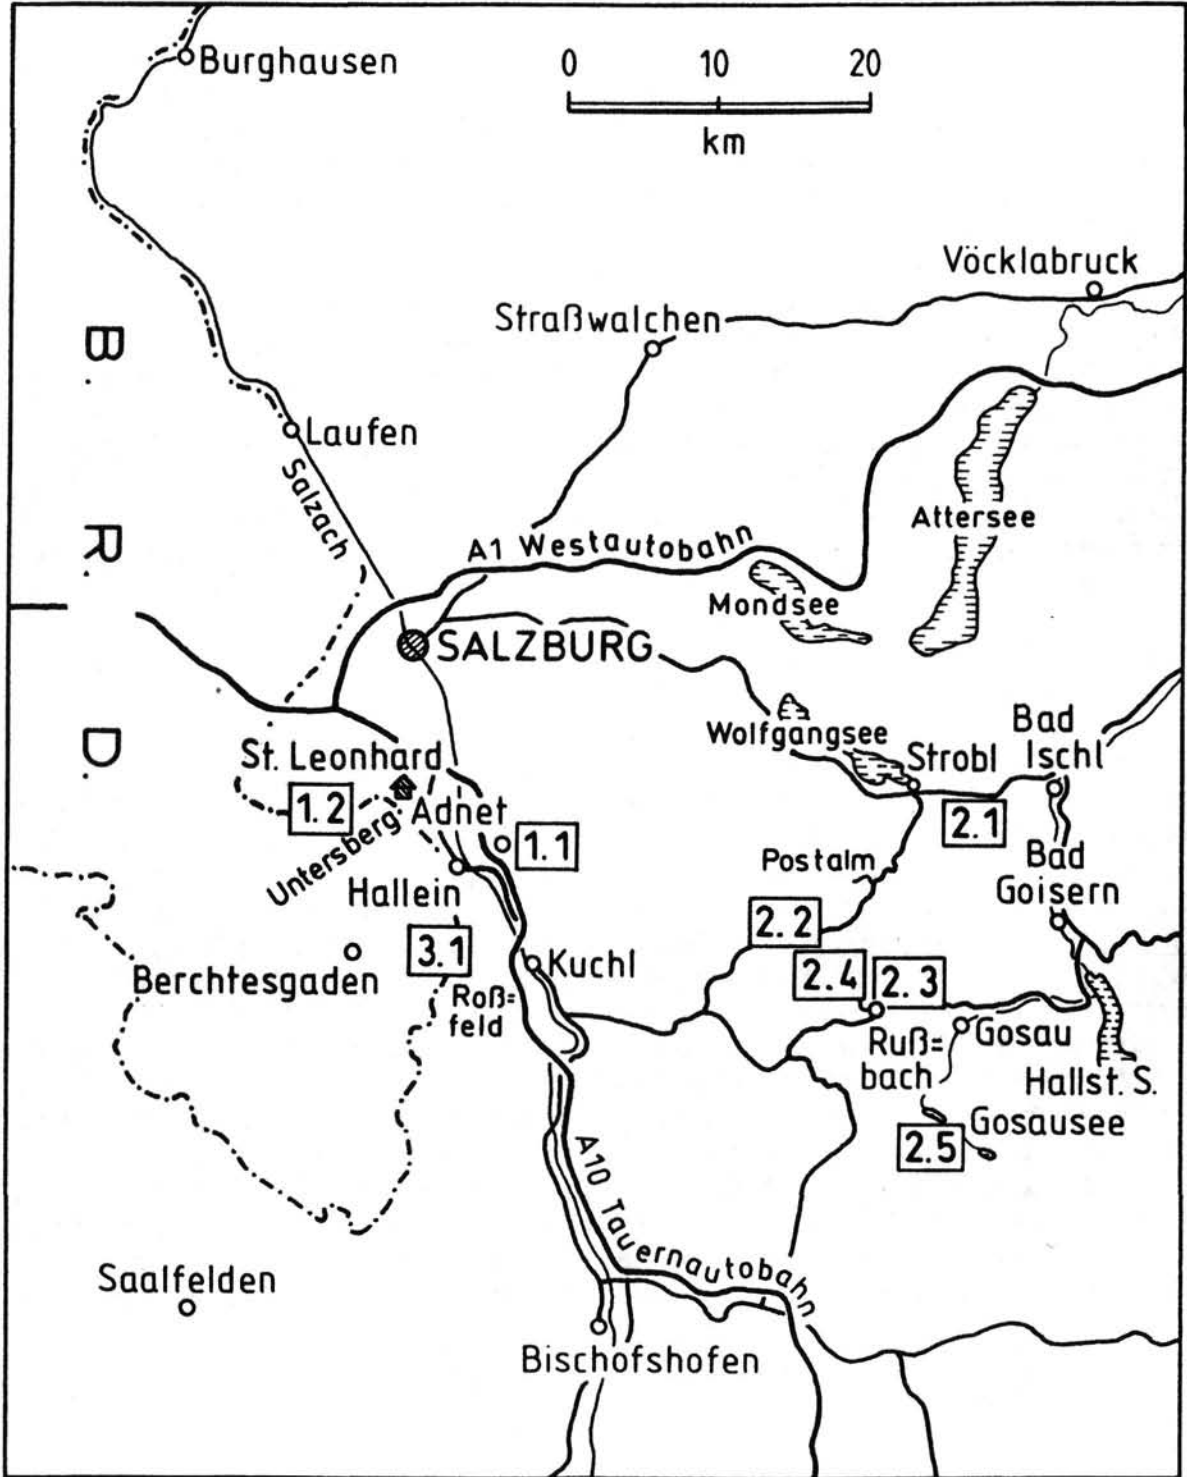 Burghausen
0 10 20
km
Vöcklabruck
Straßwalchen
B.
R.
D.
Laufen
Salzach
Attersee
A1 Westautobahn
Mondsee
SALZBURG
Wolfgangsee
Bad
Ischl
Strobl
St. Leonhard
1.2
Adnet
1.1
2.1
Untersberg
Postalm
Bad
Goisern
Hallein
2.2
3.1
Kuchl
2.4
2.3
Berchtesgaden
Roß=
feld
Gosau
Ruß=
bach
Hallst. S.
Gosausee
2.5
A10 Tauernautobahn
Saalfelden
Bischofshofen